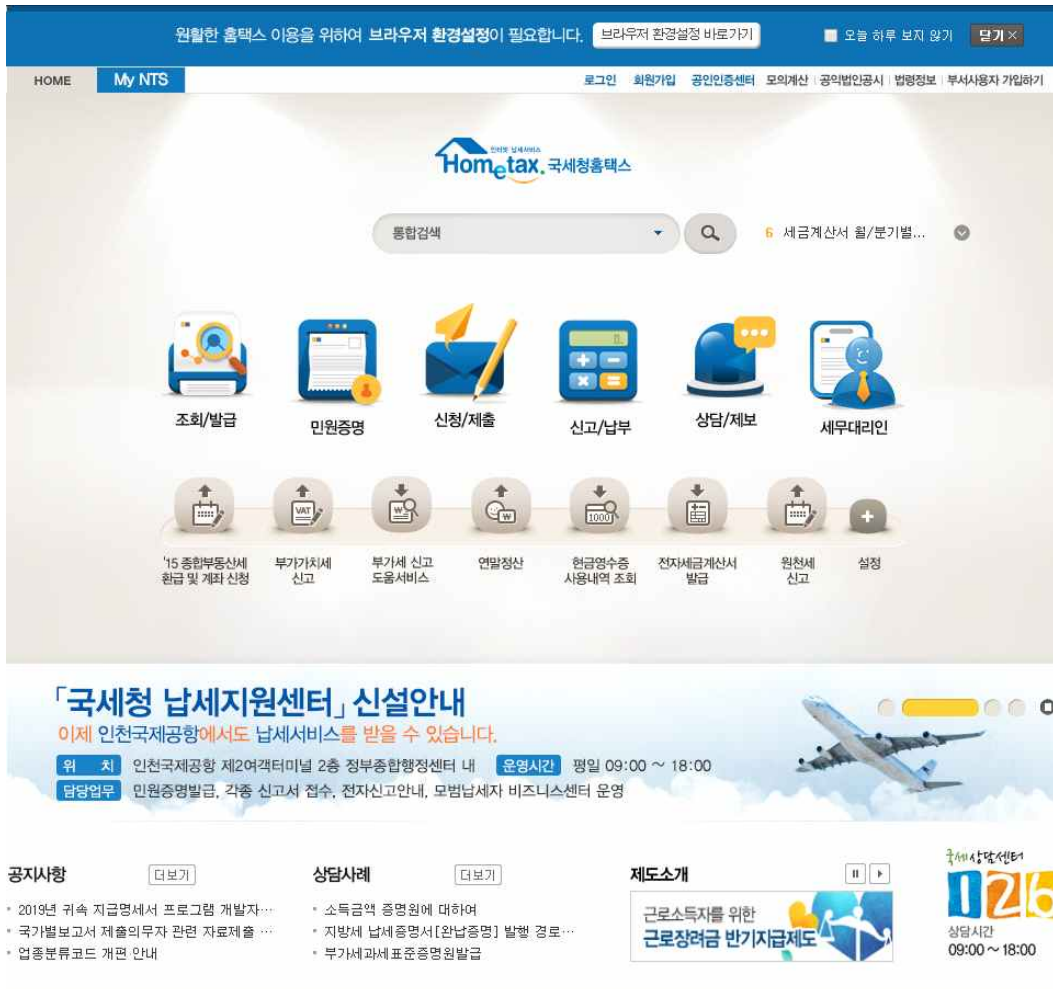 원활한 홈택스 이용을 위하여 브라우저 환경설정이 필요합니다. 브라우저 환경설정 바로가기 오늘 하루 보지 않기 닫기 ×
HOME My NTS 로그인 회원가입 공인인증센터 모의계산 공익법인공시 법령정보 부서사용자 가입하기
인터넷 납세서비스
Hometax. 국세청홈택스
통합검색 6 세금계산서 월/분기별...
조회/발급 민원증명 신청/제출 신고/납부 상담/제보 세무대리인
VAT 1000
'15 종합부동산세 부가가치세 부가세 신고 연말정산 현금영수증 전자세금계산서 원천세 설정
환급 및 계좌 신청 신고 도움서비스 사용내역 조회 발급 신고
「국세청 납세지원센터」 신설안내
이제 인천국제공항에서도 납세서비스를 받을 수 있습니다.
위 치 인천국제공항 제2여객터미널 2층 정부종합행정센터 내 운영시간 평일 09:00 ~ 18:00
담당업무 민원증명발급, 각종 신고서 접수, 전자신고안내, 모범납세자 비즈니스센터 운영
공지사항 더보기 상담사례 더보기 제도소개 국세상담센터
126
2019년 귀속 지급명세서 프로그램 개발자… 소득금액 증명원에 대하여 근로소득자를 위한
국가별보고서 제출의무자 관련 자료제출 … 지방세 납세증명서[완납증명] 발행 경로… 근로장려금 반기지급제도 상담시간
업종분류코드 개편 안내 부가세과세표준증명원발급 09:00 ~ 18:00